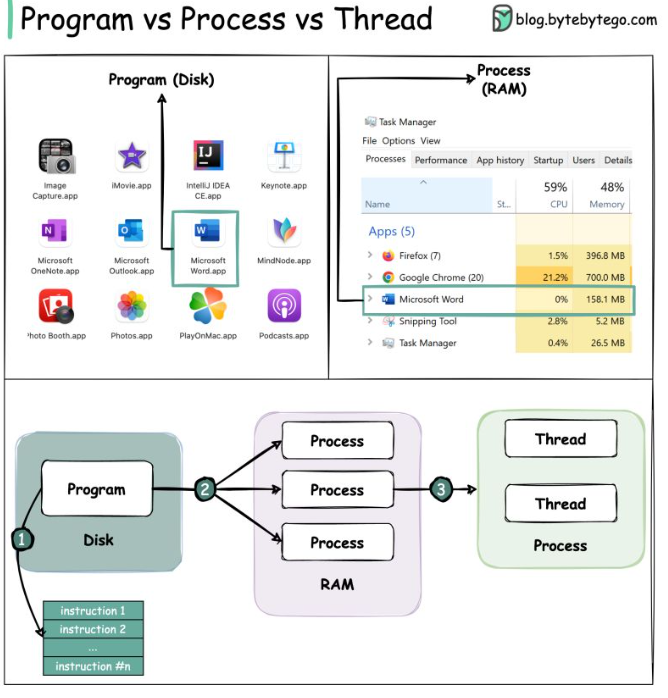 Program vs Process vs Thread
blog.bytebytego.com
Program (Disk)
Image
Capture.app
iMovie.app
IntelliJ IDEA
CE.app
Keynote.app
Microsoft
OneNote.app
Microsoft
Outlook.app
Microsoft
Word.app
MindNode.app
hoto Booth.app
Photos.app
PlayOnMac.app
Podcasts.app
Process
(RAM)
Task Manager
File Options View
Processes Performance App history Startup Users Details
59% 48%
Name St... CPU Memory
Apps (5)
Firefox (7) 1.5% 396.8 MB
Google Chrome (20) 21.2% 700.0 MB
Microsoft Word 0% 158.1 MB
Snipping Tool 2.8% 5.2 MB
Task Manager 0.4% 26.5 MB
Program
Disk
1
instruction 1
instruction 2
...
instruction #n
2
Process
Process
Process
RAM
3
Thread
Thread
Process